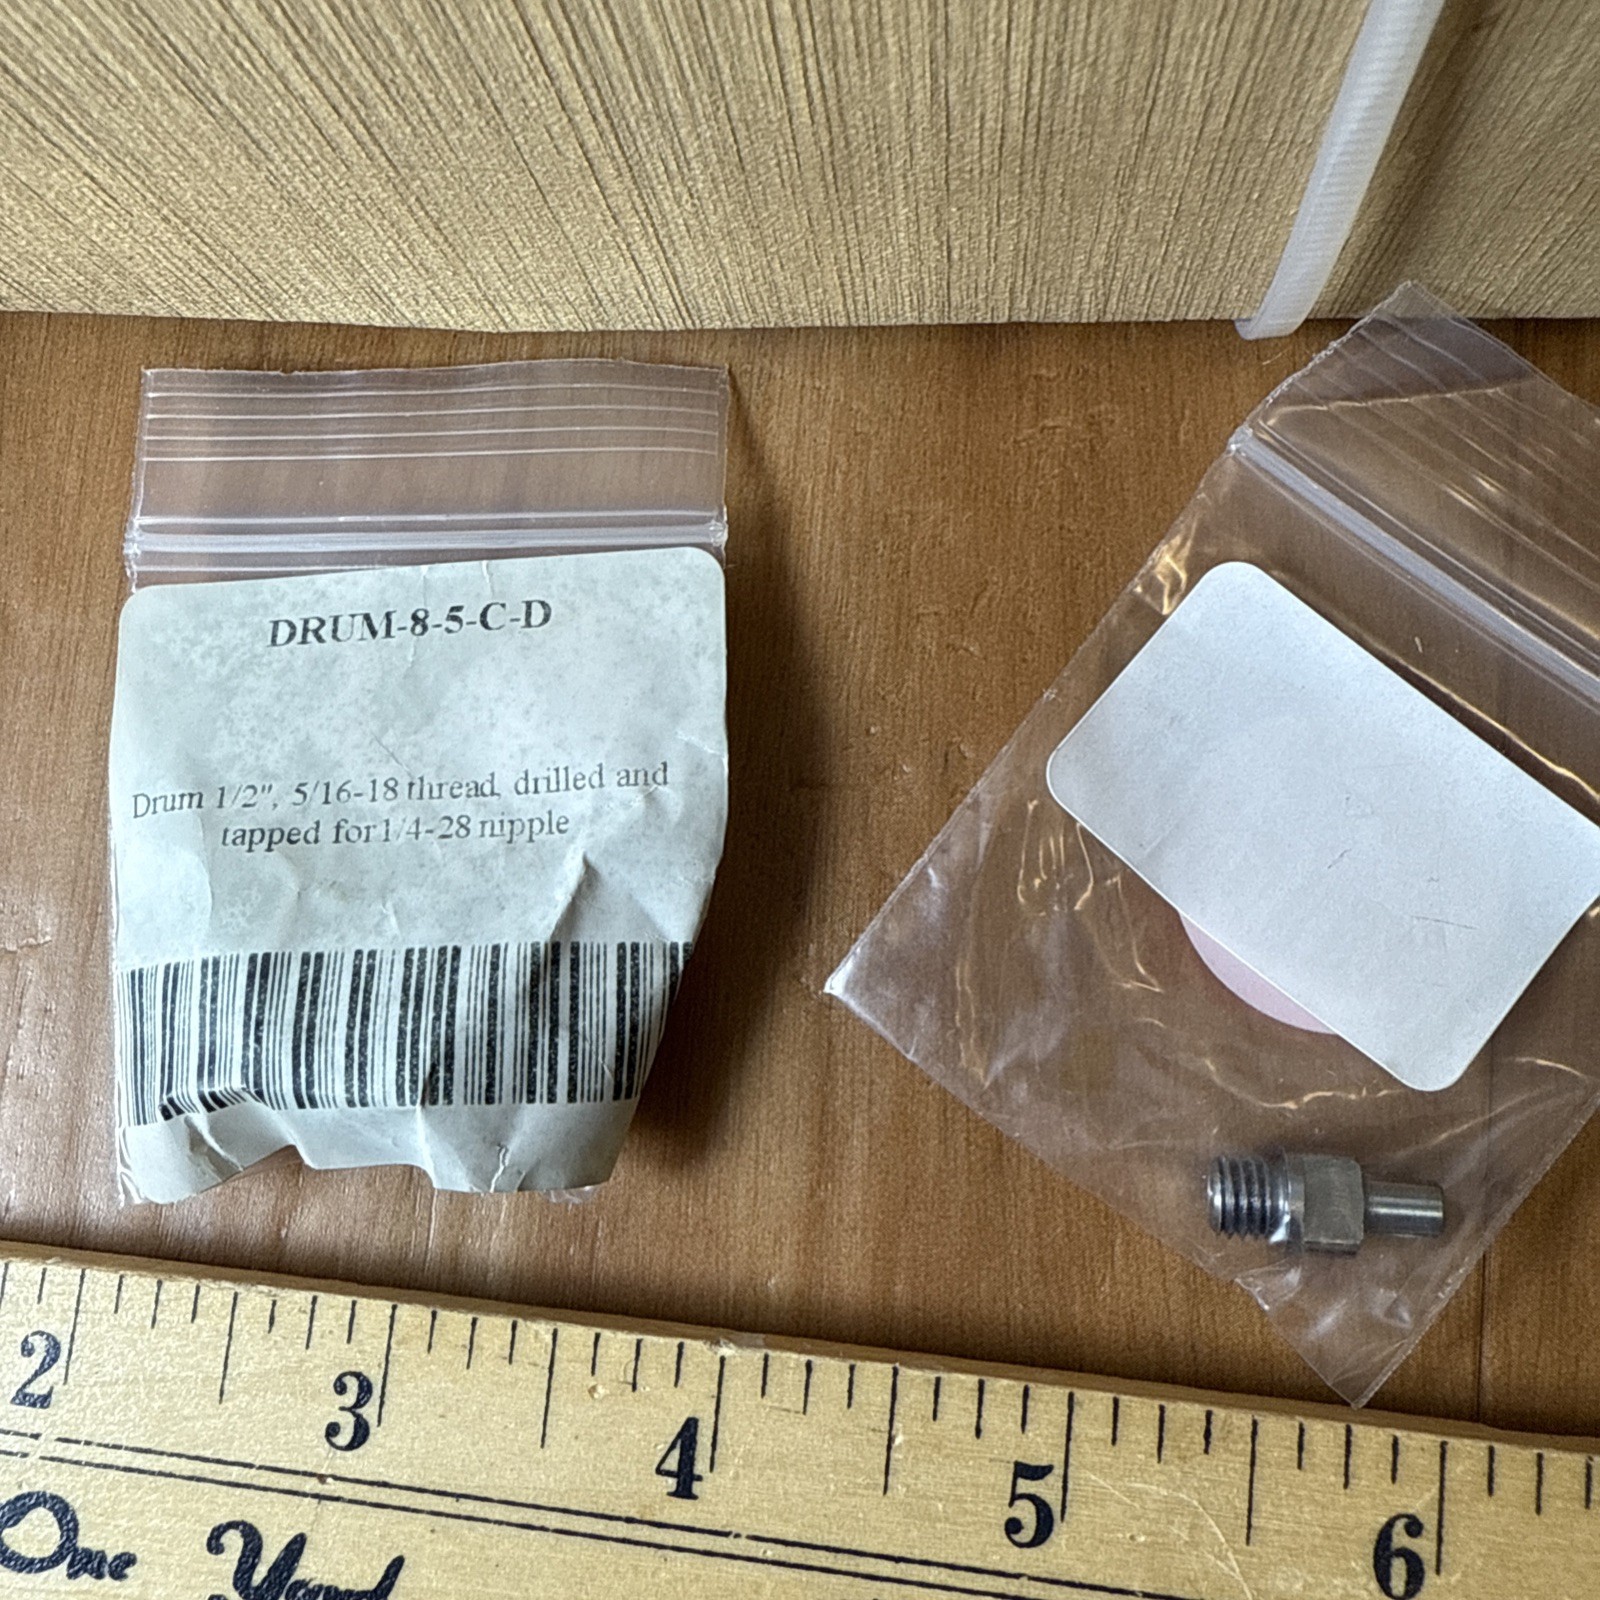 DRUM-8-5-C-D
Drum 1/2", 5/16-18 thread, drilled and
tapped for 1/4-28 nipple
2 3 4 5 6
One Yard